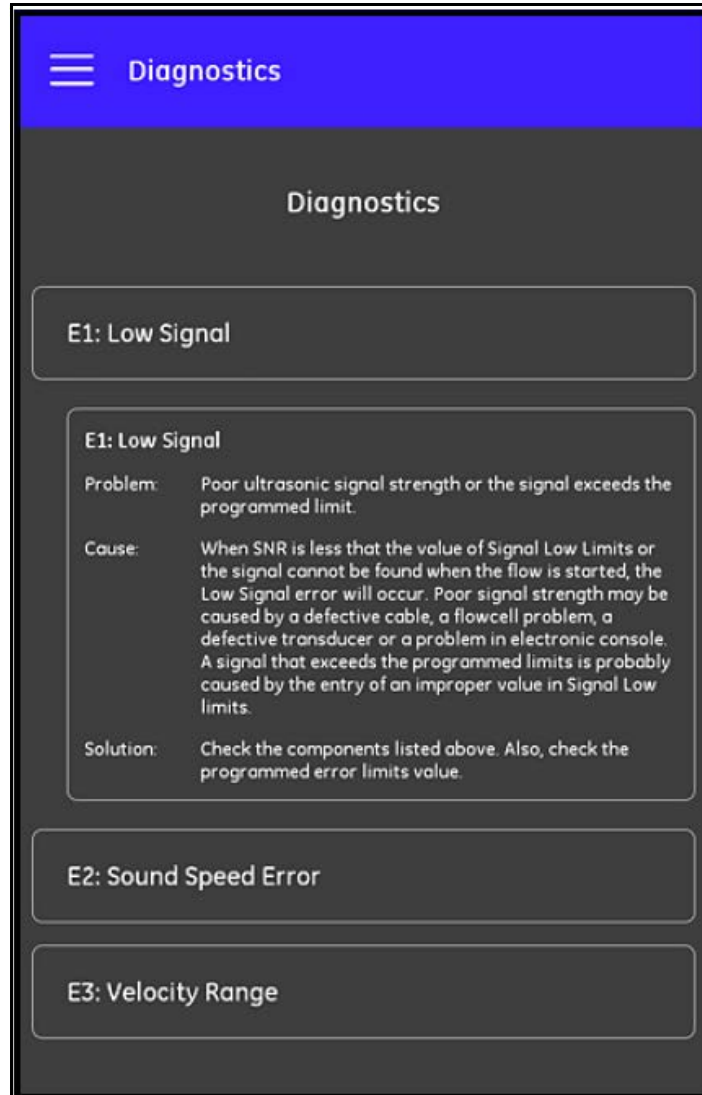 Diagnostics
Diagnostics
E1: Low Signal
E1: Low Signal
Problem: Poor ultrasonic signal strength or the signal exceeds the
programmed limit.
Cause: When SNR is less that the value of Signal Low Limits or
the signal cannot be found when the flow is started, the
Low Signal error will occur. Poor signal strength may be
caused by a defective cable, a flowcell problem, a
defective transducer or a problem in electronic console.
A signal that exceeds the programmed limits is probably
caused by the entry of an improper value in Signal Low
limits.
Solution: Check the components listed above. Also, check the
programmed error limits value.
E2: Sound Speed Error
E3: Velocity Range